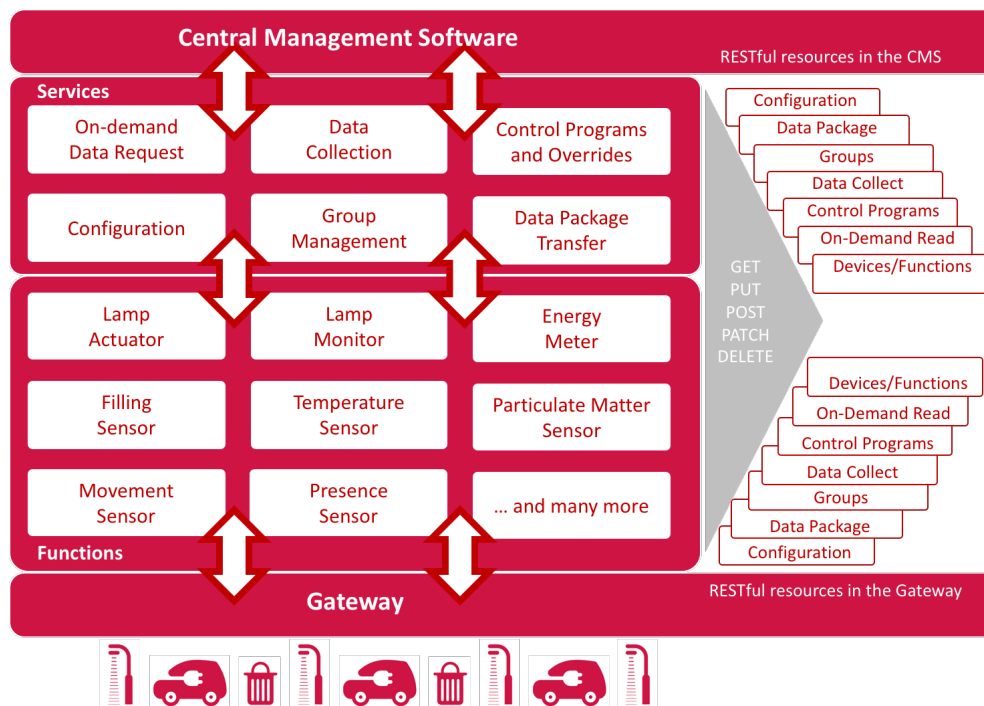 Central Management Software
RESTful resources in the CMS
Services
On-demand
Data Request
Data
Collection
Control Programs
and Overrides
Configuration
Group
Management
Data Package
Transfer
Lamp
Actuator
Lamp
Monitor
Energy
Meter
Filling
Sensor
Temperature
Sensor
Particulate Matter
Sensor
Movement
Sensor
Presence
Sensor
... and many more
Functions
GET
PUT
POST
PATCH
DELETE
Configuration
Data Package
Groups
Data Collect
Control Programs
On-Demand Read
Devices/Functions
Devices/Functions
On-Demand Read
Control Programs
Data Collect
Groups
Data Package
Configuration
Gateway
RESTful resources in the Gateway